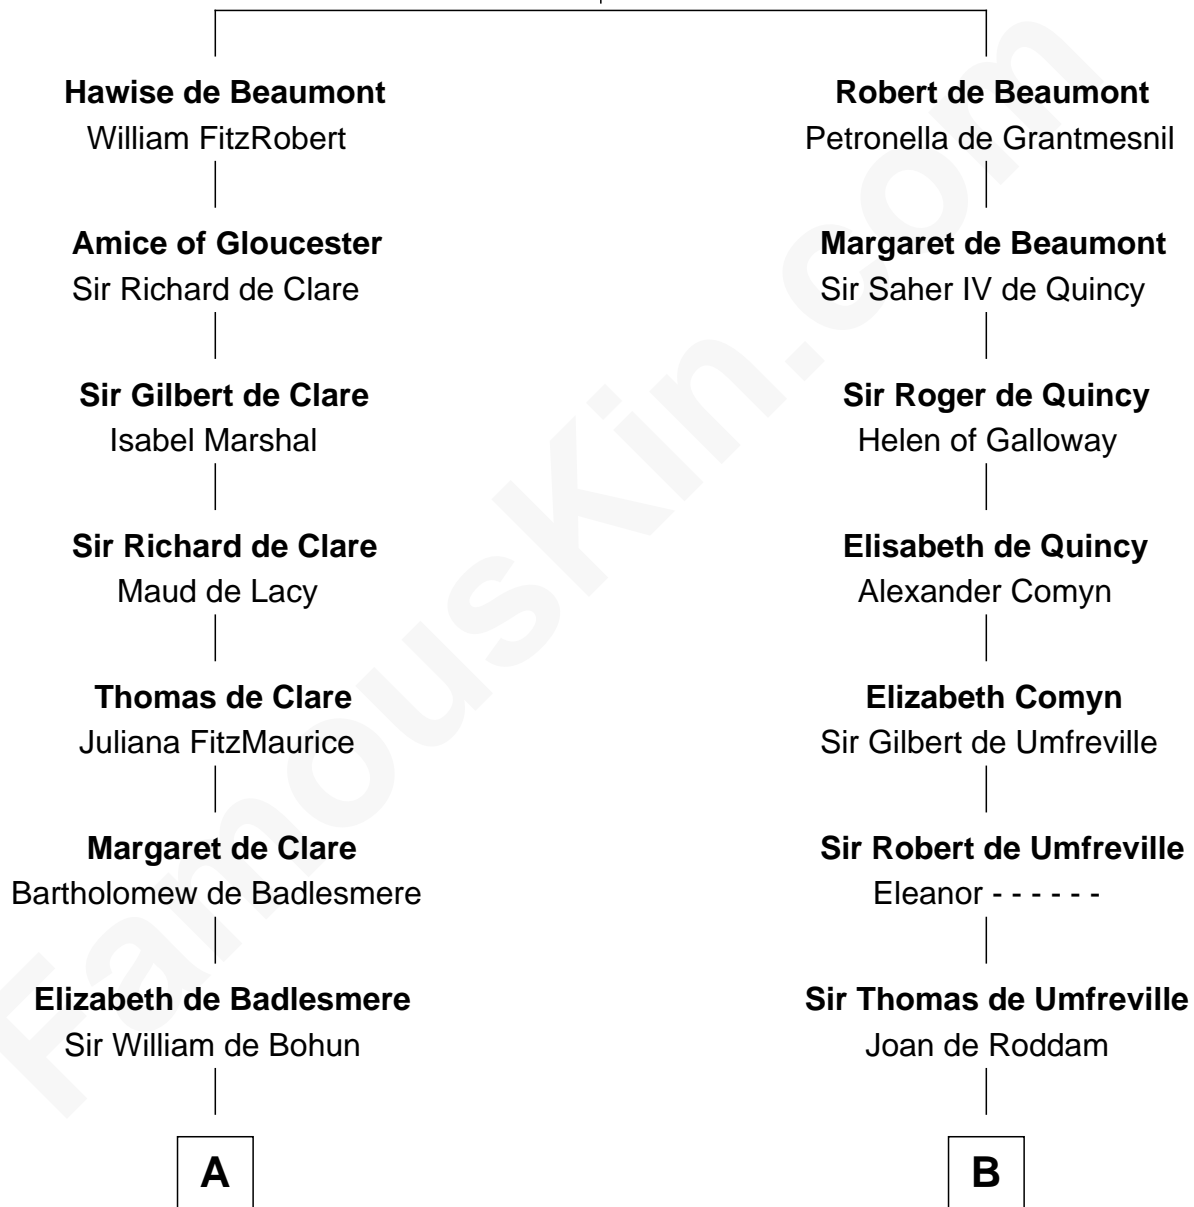 Hawise de Beaumont
William FitzRobert
Amice of Gloucester
Sir Richard de Clare
Sir Gilbert de Clare
Isabel Marshal
Sir Richard de Clare
Maud de Lacy
Thomas de Clare
Juliana FitzMaurice
Margaret de Clare
Bartholomew de Badlesmere
Elizabeth de Badlesmere
Sir William de Bohun
A
Robert de Beaumont
Petronella de Grantmesnil
Margaret de Beaumont
Sir Saher IV de Quincy
Sir Roger de Quincy
Helen of Galloway
Elisabeth de Quincy
Alexander Comyn
Elizabeth Comyn
Sir Gilbert de Umfreville
Sir Robert de Umfreville
Eleanor - - - - - -
Sir Thomas de Umfreville
Joan de Roddam
B
FamousKin.com